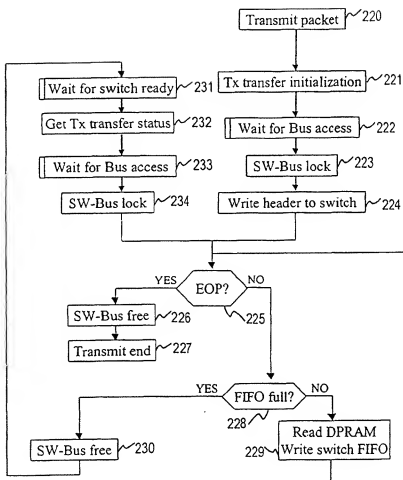 Transmit packet 220
Wait for switch ready 231
Tx transfer initialization 221
Get Tx transfer status 232
Wait for Bus access 222
Wait for Bus access 233
SW-Bus lock 223
SW-Bus lock 234
Write header to switch 224
YES EOP? NO
225
SW-Bus free 226
Transmit end 227
YES FIFO full? NO
228
SW-Bus free 230
Read DPRAM
229 Write switch FIFO